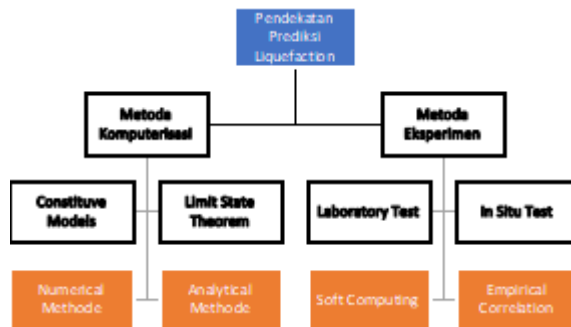 Pendekatan
Prediksi
Liquefaction
Metoda
Komputerisasi
Metoda
Eksperimen
Constituve
Models
Limit State
Theorem
Laboratory Test
In Situ Test
Numerical
Methode
Analytical
Methode
Soft Computing
Empirical
Correlation